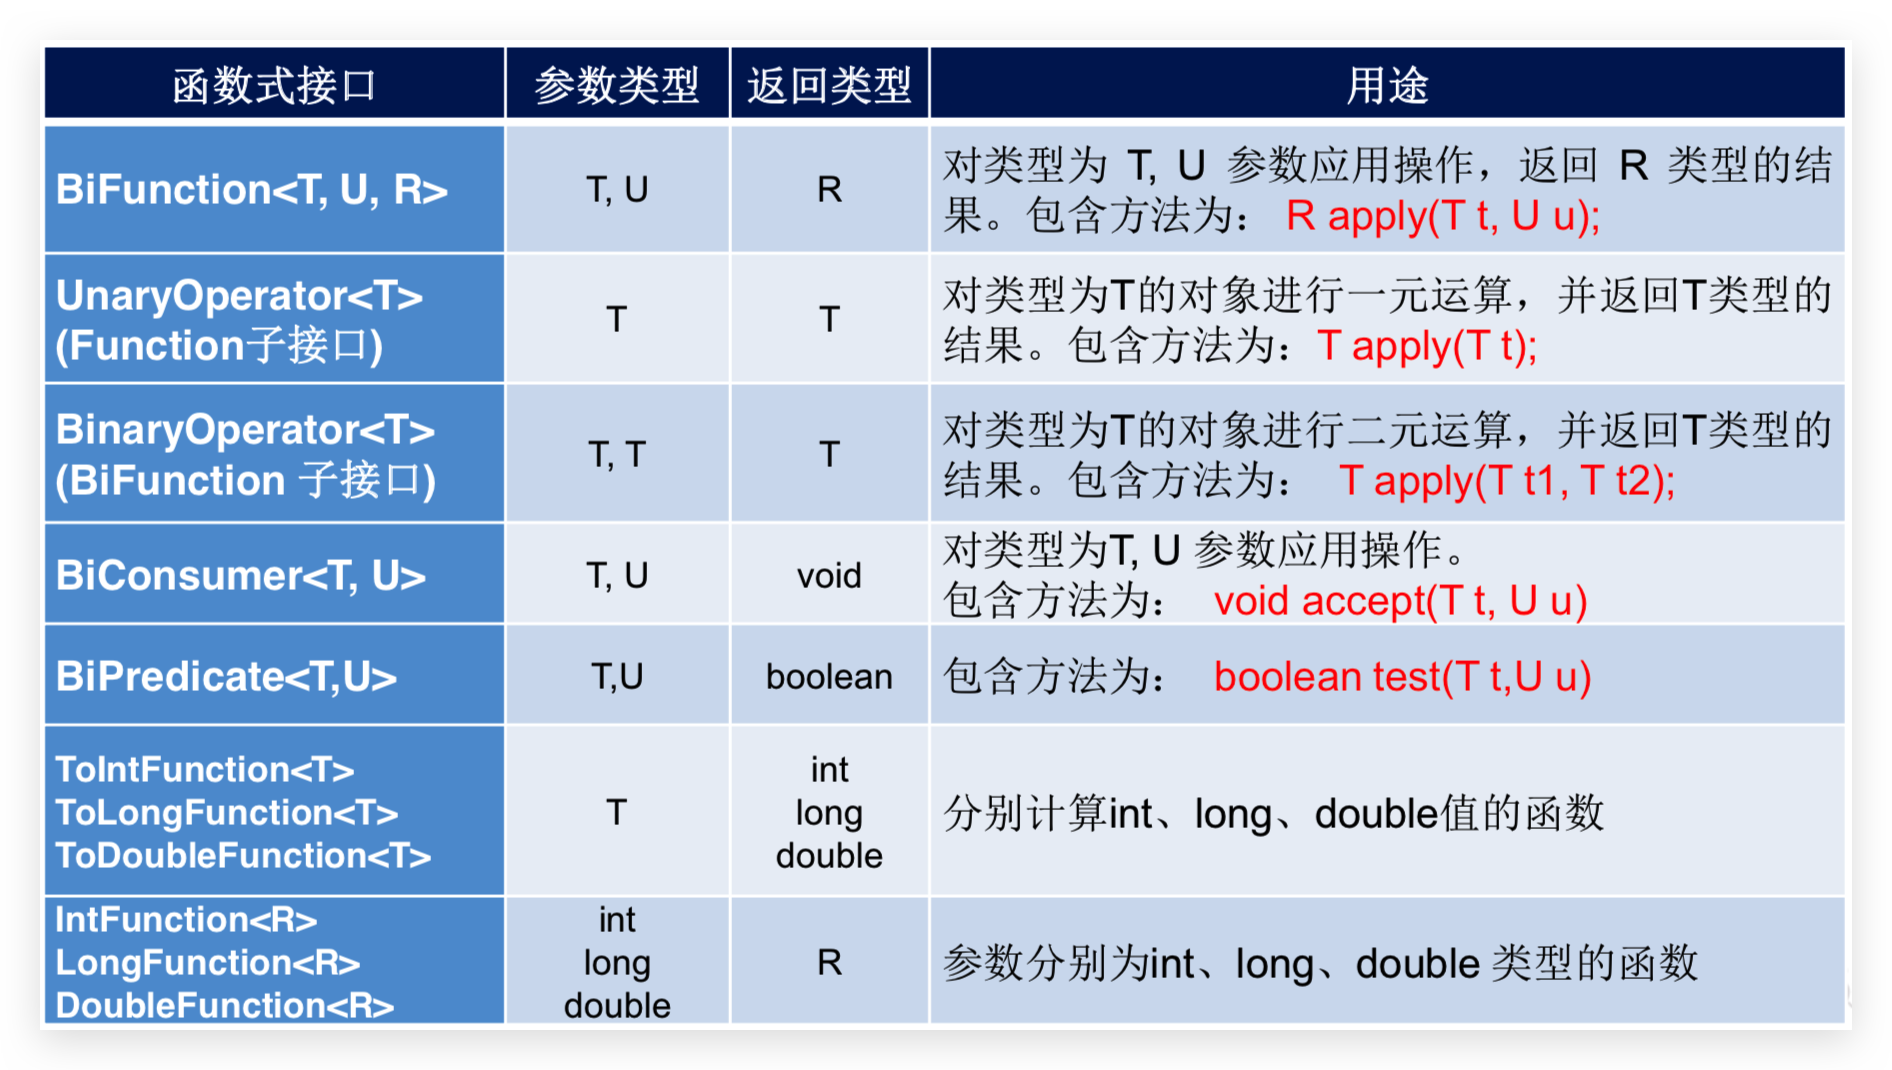 函数式接口 参数类型 返回类型 用途
BiFunction<T, U, R> T, U R 对类型为 T, U 参数应用操作，返回 R 类型的结
果。包含方法为： R apply(T t, U u);
UnaryOperator<T>
(Function子接口) T T 对类型为T的对象进行一元运算，并返回T类型的
结果。包含方法为：T apply(T t);
BinaryOperator<T>
(BiFunction 子接口) T, T T 对类型为T的对象进行二元运算，并返回T类型的
结果。包含方法为： T apply(T t1, T t2);
BiConsumer<T, U> T, U void 对类型为T, U 参数应用操作。
包含方法为： void accept(T t, U u)
BiPredicate<T,U> T,U boolean 包含方法为： boolean test(T t,U u)
ToIntFunction<T>
ToLongFunction<T>
ToDoubleFunction<T>
T
int
long
double
分别计算int、long、double值的函数
IntFunction<R>
LongFunction<R>
DoubleFunction<R>
int
long
double
R
参数分别为int、long、double 类型的函数